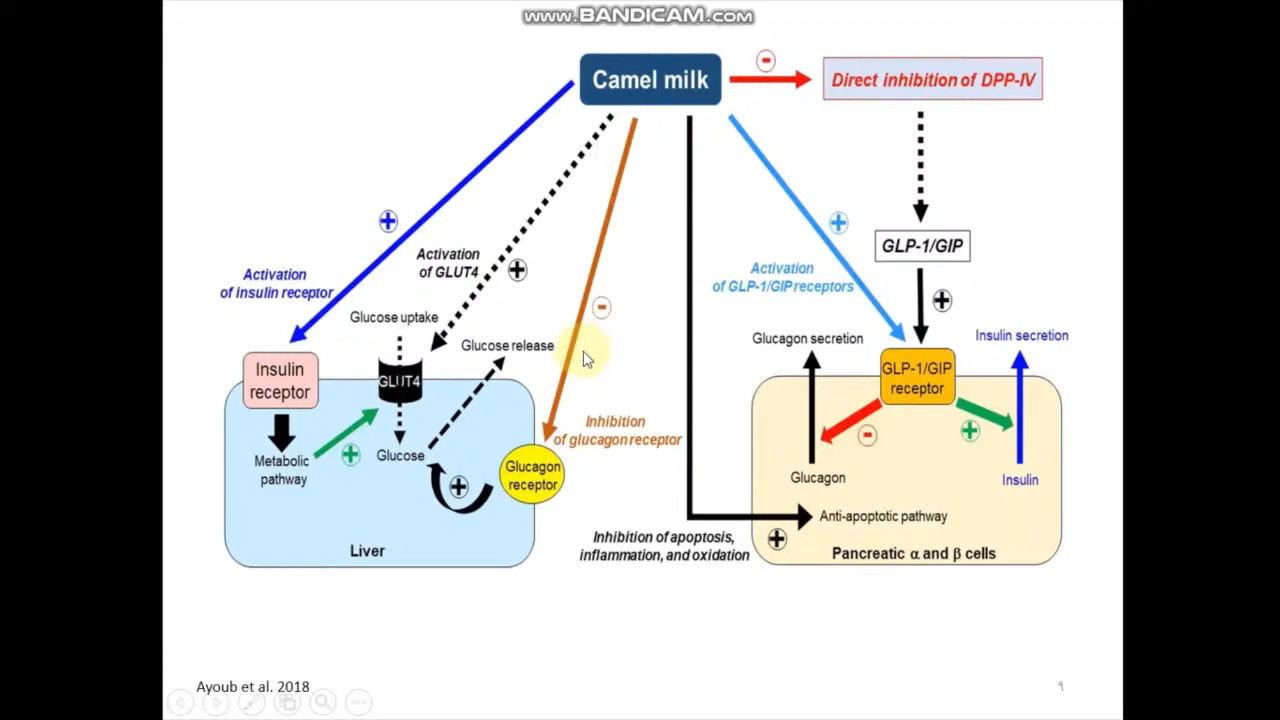 www.BANDICAM.com
Camel milk
Direct inhibition of DPP-IV
GLP-1/GIP
Activation
of insulin receptor
Activation
of GLUT4
Activation
of GLP-1/GIP receptors
Glucose uptake
Glucose release
Glucagon secretion
Insulin secretion
Insulin
receptor
GLUT4
GLP-1/GIP
receptor
Inhibition
of glucagon receptor
Metabolic
pathway
Glucose
Glucagon
receptor
Glucagon
Insulin
Anti-apoptotic pathway
Inhibition of apoptosis,
inflammation, and oxidation
Liver
Pancreatic α and β cells
Ayoub et al. 2018
٩